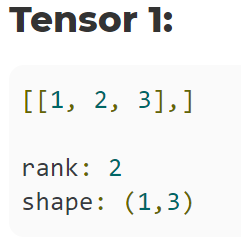 Tensor 1:
[[1, 2, 3],]
rank: 2
shape: (1,3)